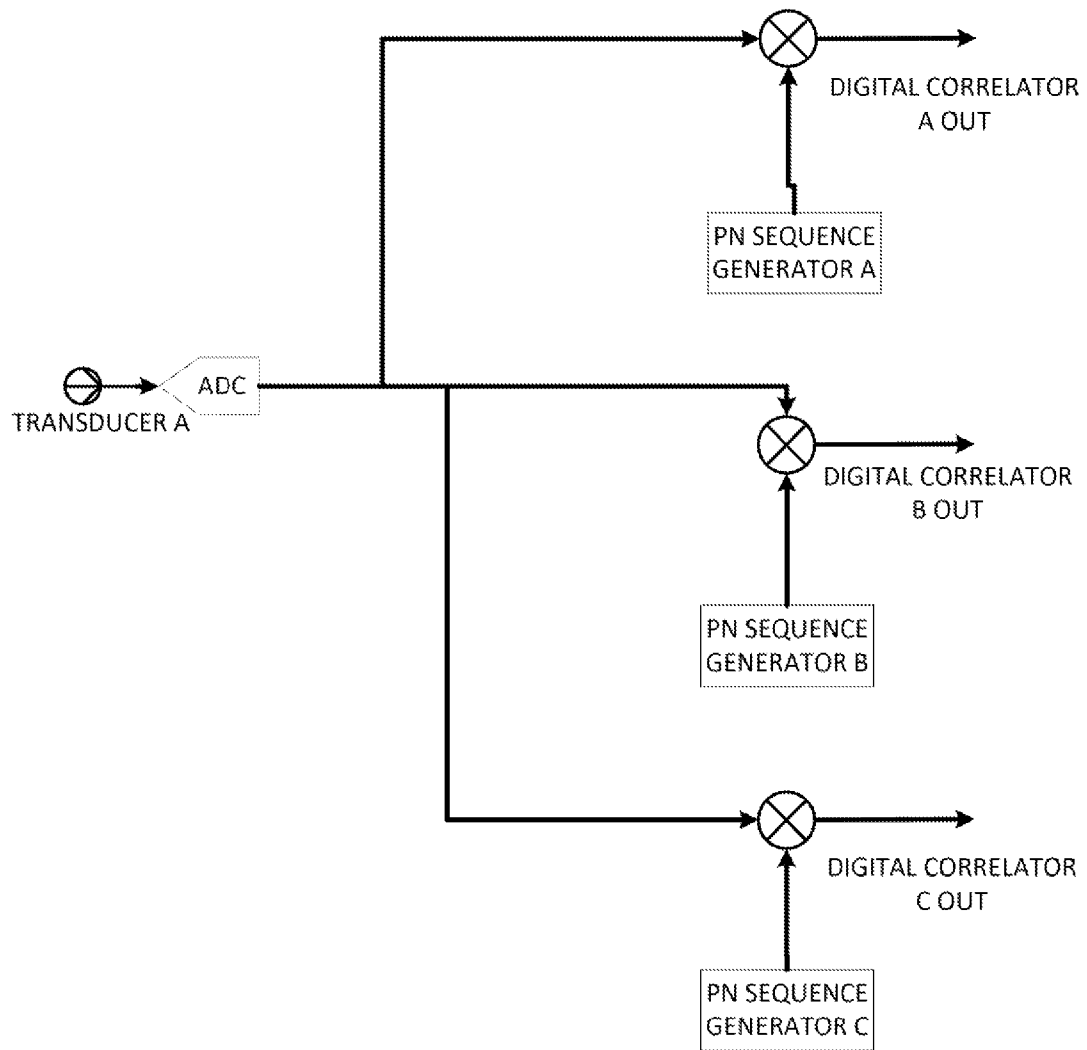 DIGITAL CORRELATOR
A OUT
PN SEQUENCE
GENERATOR A
ADC
TRANSDUCER A
DIGITAL CORRELATOR
B OUT
PN SEQUENCE
GENERATOR B
DIGITAL CORRELATOR
C OUT
PN SEQUENCE
GENERATOR C